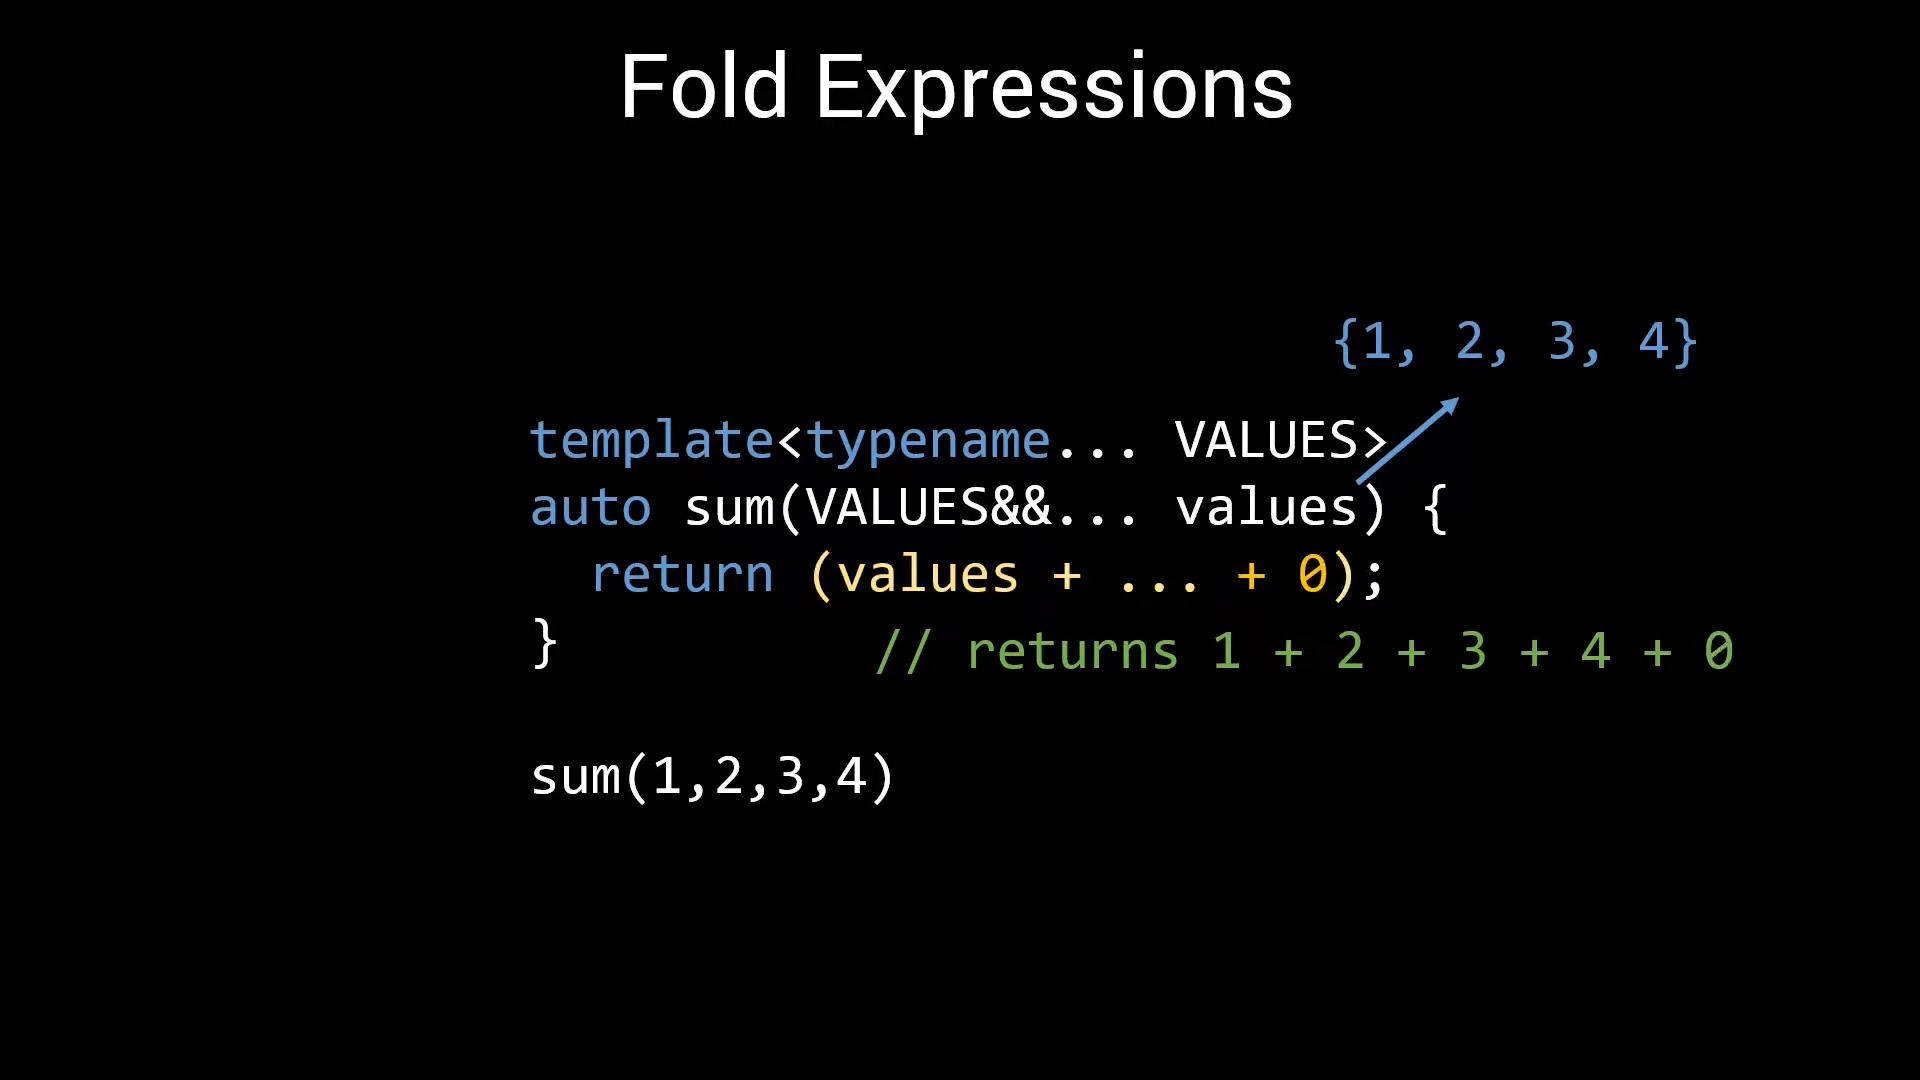 Fold Expressions
{1, 2, 3, 4}
template<typename... VALUES>
auto sum(VALUES&&... values) {
return (values + ... + 0);
}
// returns 1 + 2 + 3 + 4 + 0
sum(1,2,3,4)